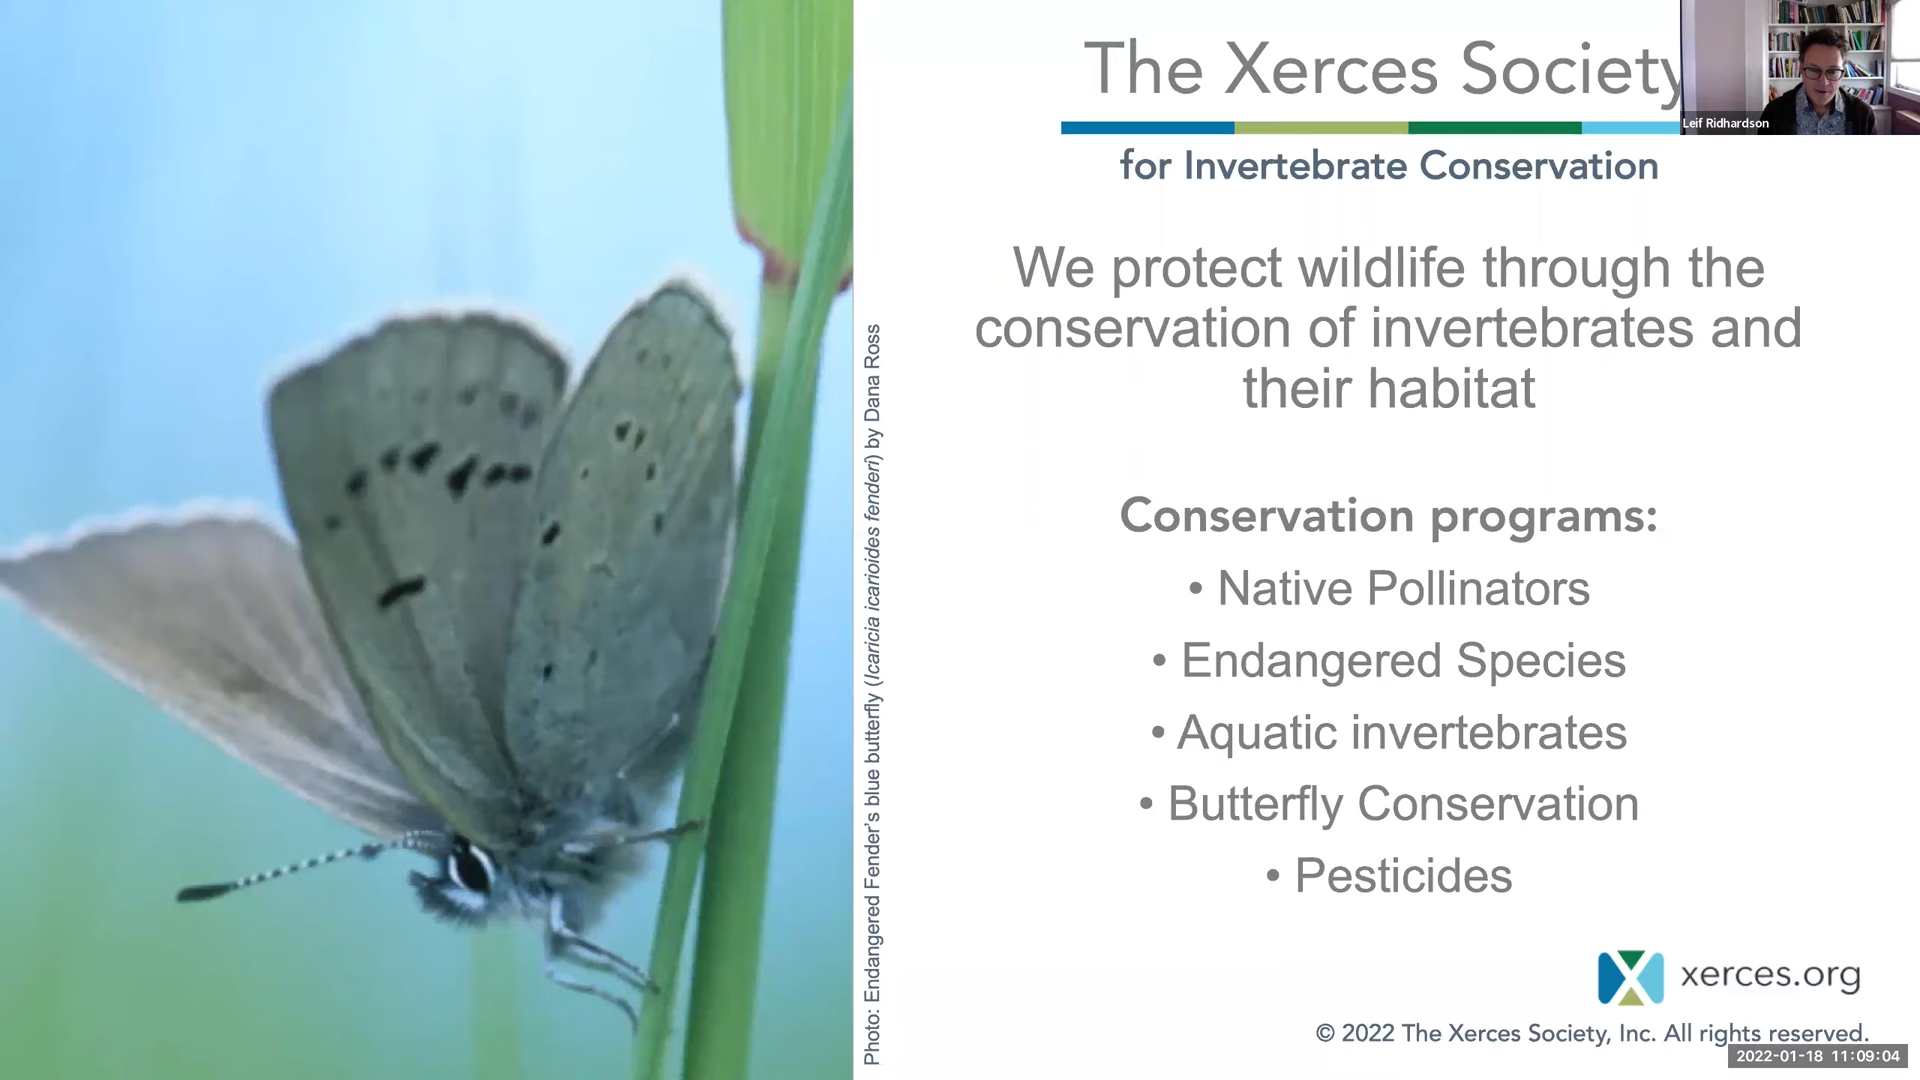 The Xerces Society
Leif Ridhardson
for Invertebrate Conservation
We protect wildlife through the
conservation of invertebrates and
their habitat
Conservation programs:
• Native Pollinators
• Endangered Species
• Aquatic invertebrates
• Butterfly Conservation
• Pesticides
Photo: Endangered Fender's blue butterfly (Icaricia icarioides fenderi) by Dana Ross
xerces.org
© 2022 The Xerces Society, Inc. All rights reserved.
2022-01-18 11:09:04